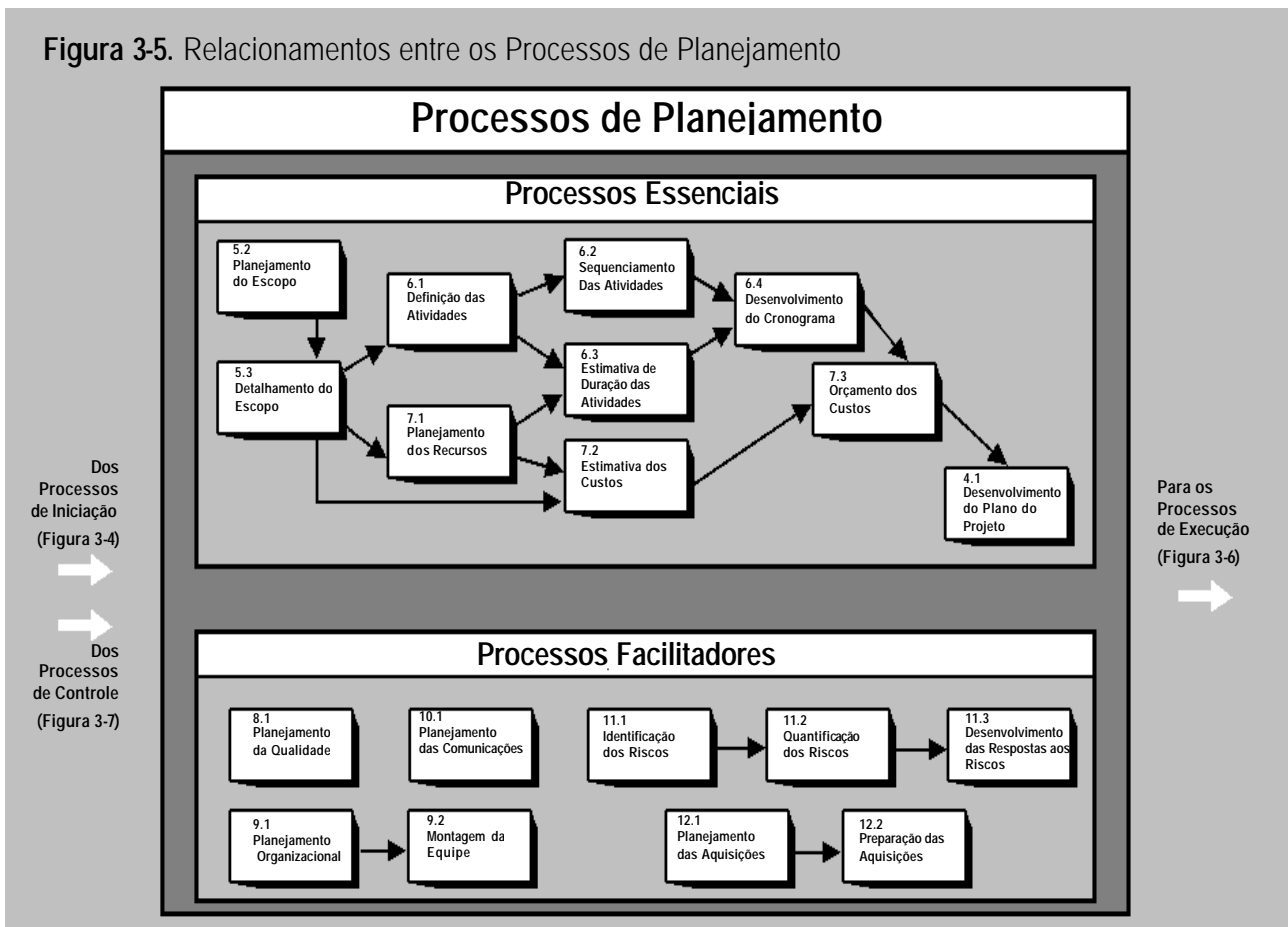 Figura 3-5. Relacionamentos entre os Processos de Planejamento
Processos de Planejamento
Processos Essenciais
5.2
Planejamento
do Escopo
5.3
Detalhamento do
Escopo
6.1
Definição das
Atividades
7.1
Planejamento
dos Recursos
6.2
Sequenciamento
Das Atividades
6.3
Estimativa de
Duração das
Atividades
7.2
Estimativa dos
Custos
6.4
Desenvolvimento
do Cronograma
7.3
Orçamento dos
Custos
4.1
Desenvolvimento
do Plano do
Projeto
Dos
Processos
de Iniciação
(Figura 3-4)
Dos
Processos
de Controle
(Figura 3-7)
Para os
Processos
de Execução
(Figura 3-6)
Processos Facilitadores
8.1
Planejamento
da Qualidade
10.1
Planejamento
das Comunicações
11.1
Identificação
dos Riscos
11.2
Quantificação
dos Riscos
11.3
Desenvolvimento
das Respostas aos
Riscos
9.1
Planejamento
Organizacional
9.2
Montagem da
Equipe
12.1
Planejamento
das Aquisições
12.2
Preparação das
Aquisições